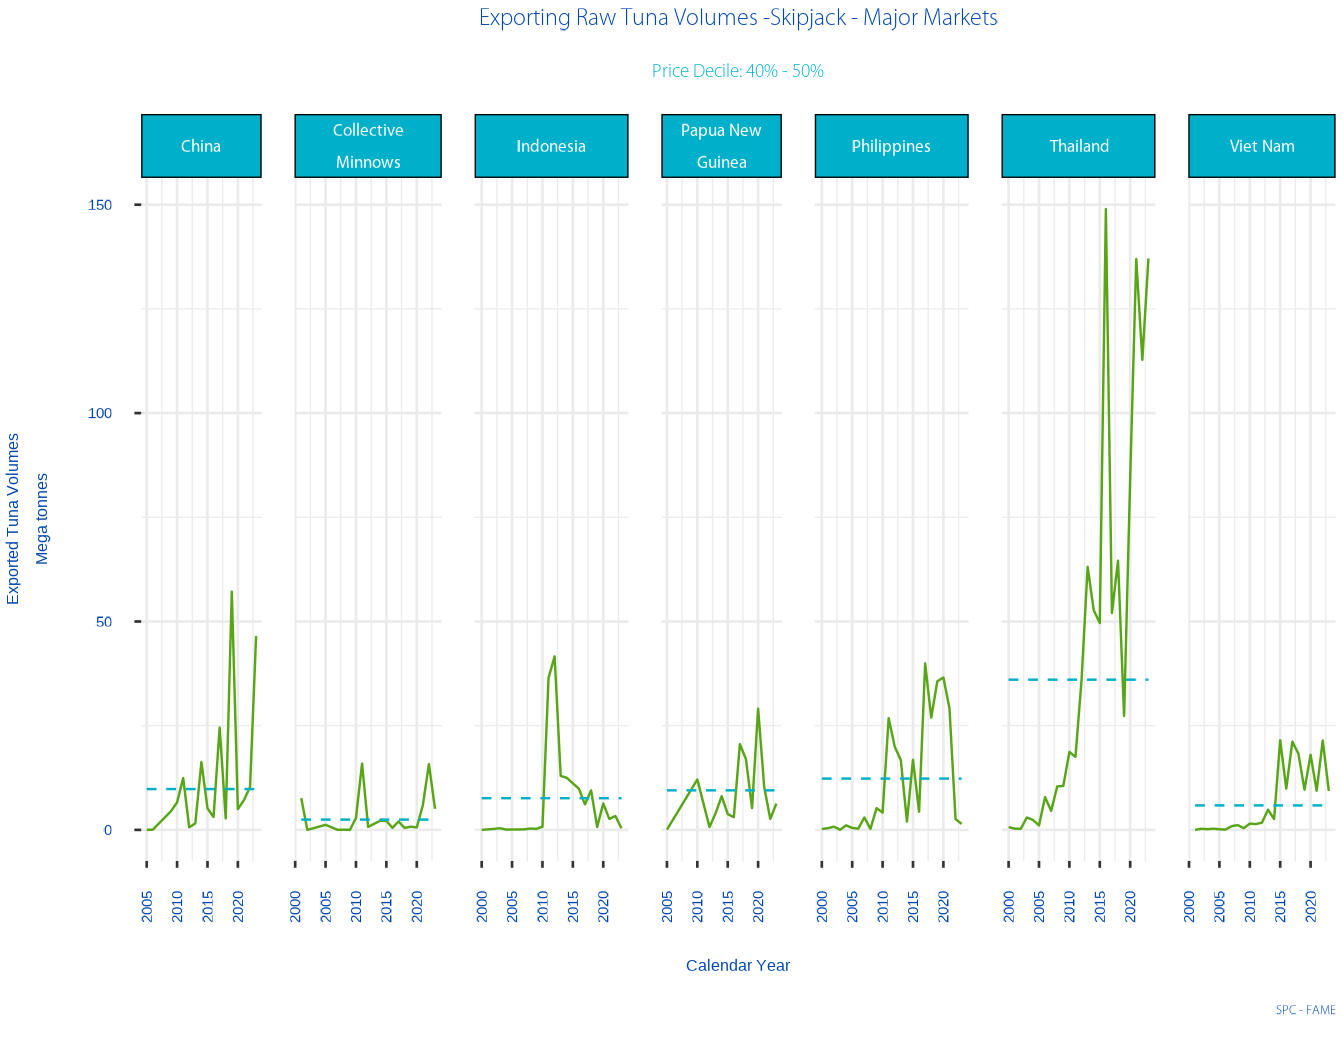 Exporting Raw Tuna Volumes -Skipjack - Major Markets
Price Decile: 40% - 50%
China
Collective
Minnows
Indonesia
Papua New
Guinea
Philippines
Thailand
Viet Nam
Exported Tuna Volumes
Mega tonnes
150
100
50
0
2005 2010 2015 2020
2000 2005 2010 2015 2020
2000 2005 2010 2015 2020
2005 2010 2015 2020
2000 2005 2010 2015 2020
2000 2005 2010 2015 2020
2000 2005 2010 2015 2020
Calendar Year
SPC - FAME